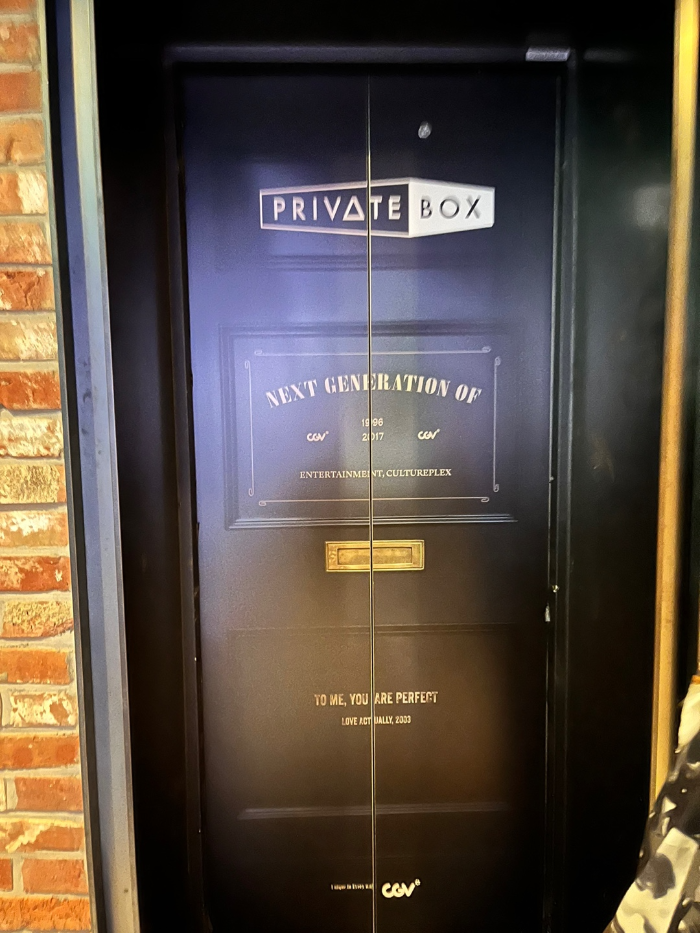 PRIVATE BOX
NEXT GENERATION OF
1996
CGV 2017 CGV
ENTERTAINMENT, CULTUREPLEX
TO ME, YOU ARE PERFECT
LOVE ACTUALLY, 2003
CGV